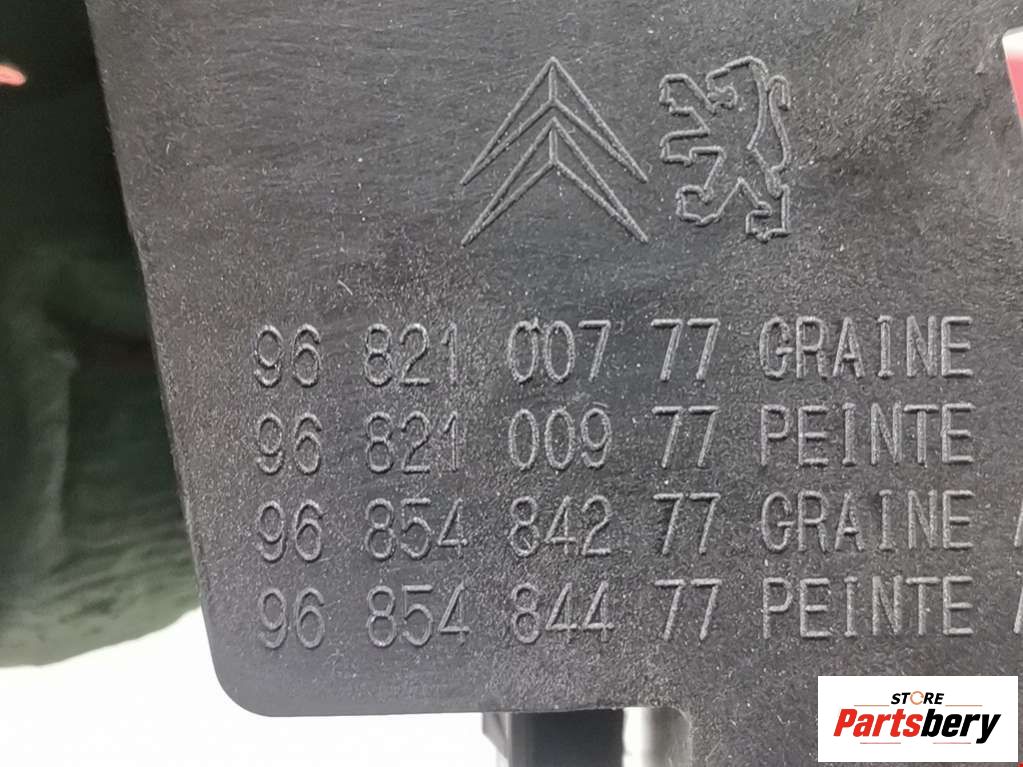 96 821 007 77 GRAINE
96 821 009 77 PEINTE
96 854 842 77 GRAINE
96 854 844 77 PEINTE
STORE
Partsbery